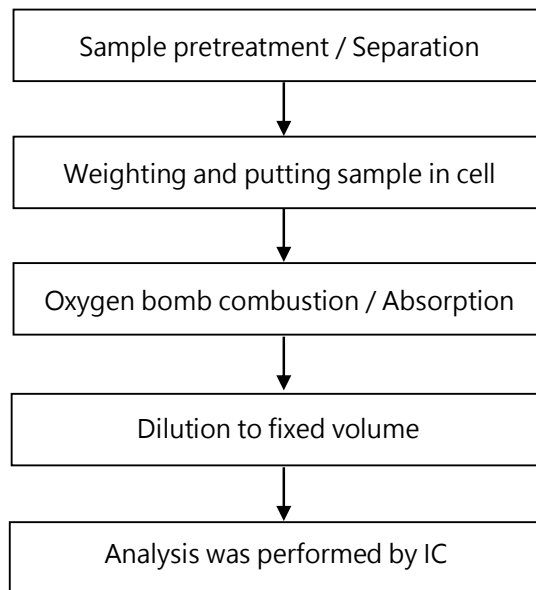 Sample pretreatment / Separation
Weighting and putting sample in cell
Oxygen bomb combustion / Absorption
Dilution to fixed volume
Analysis was performed by IC